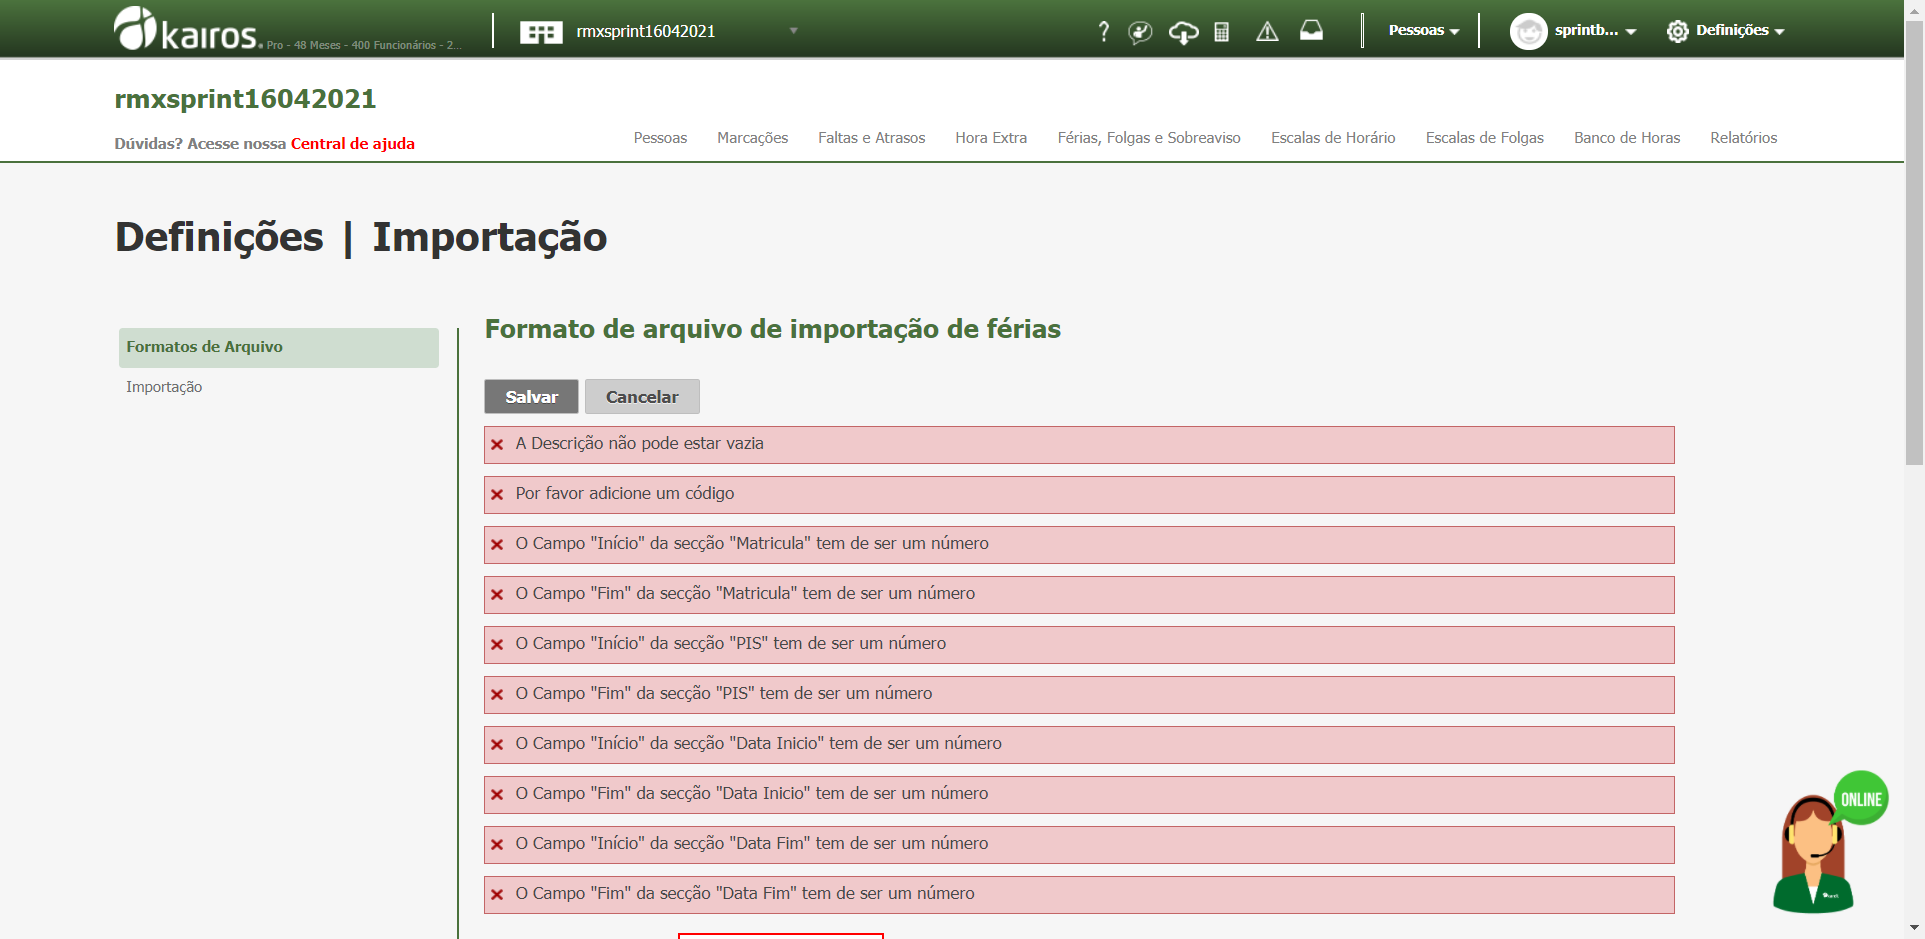 kairos. Pro - 48 Meses - 400 Funcionários - 2...
rmxsprint16042021
?
Pessoas
sprintb...
Definições
rmxsprint16042021
Dúvidas? Acesse nossa Central de ajuda
Pessoas Marcações Faltas e Atrasos Hora Extra Férias, Folgas e Sobreaviso Escalas de Horário Escalas de Folgas Banco de Horas Relatórios
Definições | Importação
Formatos de Arquivo
Importação
Formato de arquivo de importação de férias
Salvar Cancelar
A Descrição não pode estar vazia
Por favor adicione um código
O Campo "Início" da secção "Matricula" tem de ser um número
O Campo "Fim" da secção "Matricula" tem de ser um número
O Campo "Início" da secção "PIS" tem de ser um número
O Campo "Fim" da secção "PIS" tem de ser um número
O Campo "Início" da secção "Data Inicio" tem de ser um número
O Campo "Fim" da secção "Data Inicio" tem de ser um número
O Campo "Início" da secção "Data Fim" tem de ser um número
O Campo "Fim" da secção "Data Fim" tem de ser um número
ONLINE